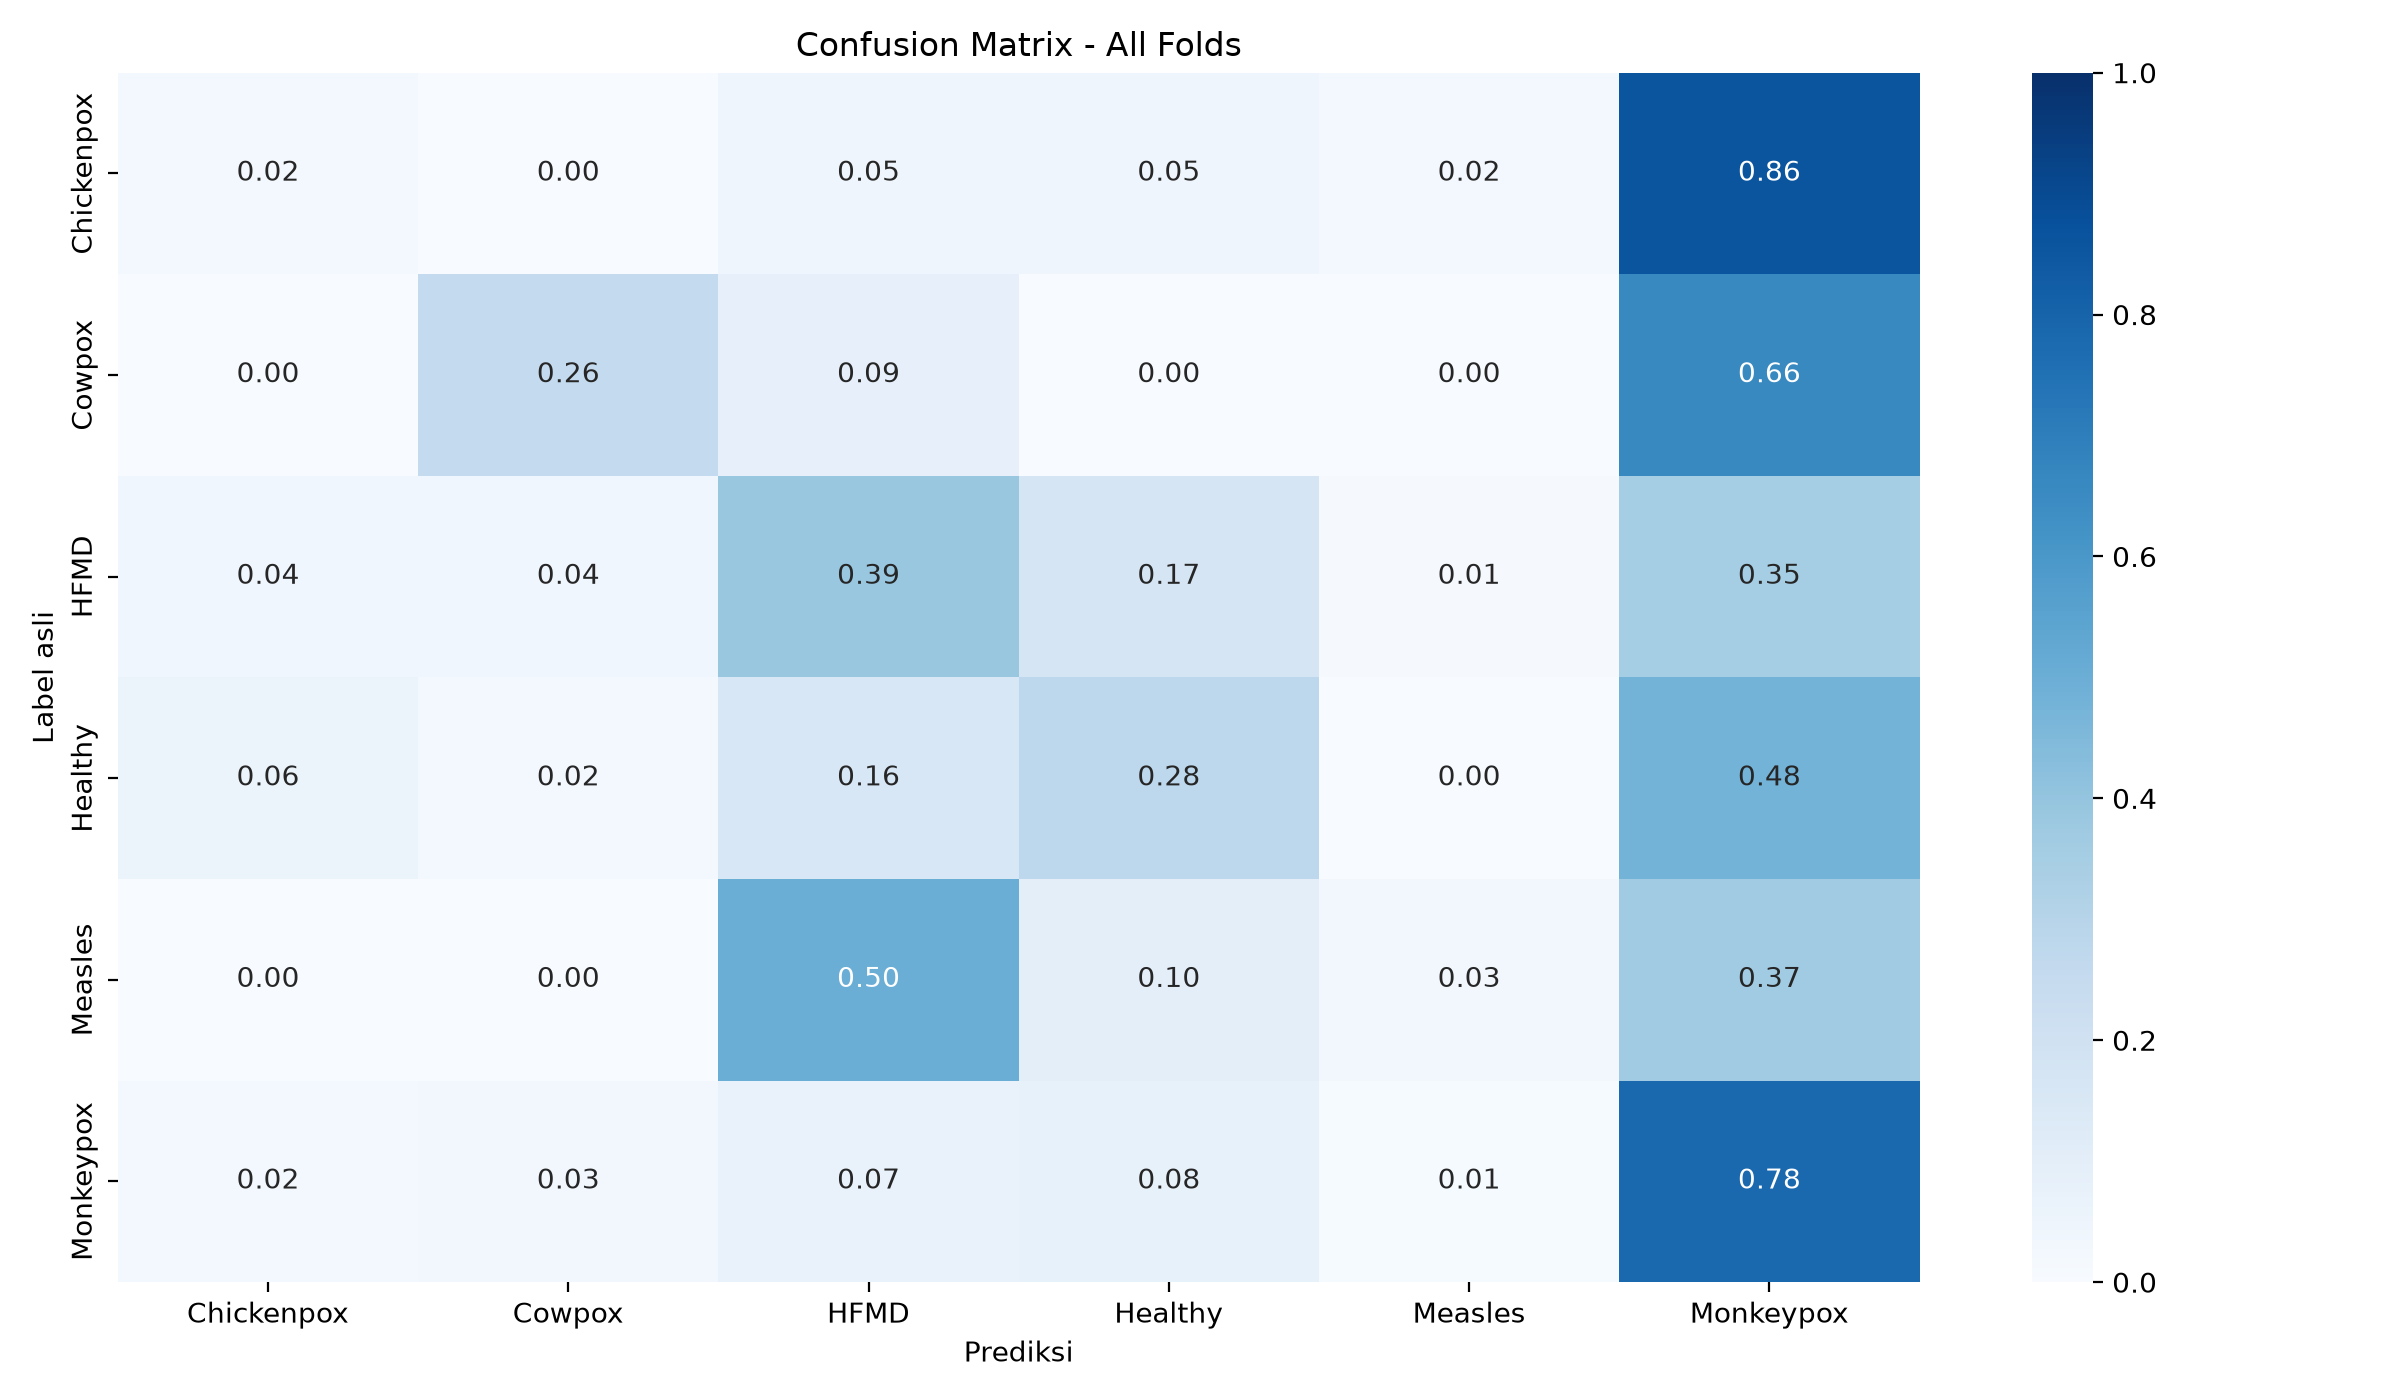 Confusion Matrix - All Folds
Label asli
Chickenpox 0.02 0.00 0.05 0.05 0.02 0.86
Cowpox 0.00 0.26 0.09 0.00 0.00 0.66
HFMD 0.04 0.04 0.39 0.17 0.01 0.35
Healthy 0.06 0.02 0.16 0.28 0.00 0.48
Measles 0.00 0.00 0.50 0.10 0.03 0.37
Monkeypox 0.02 0.03 0.07 0.08 0.01 0.78
Chickenpox Cowpox HFMD Healthy Measles Monkeypox
Prediksi
1.0
0.8
0.6
0.4
0.2
0.0